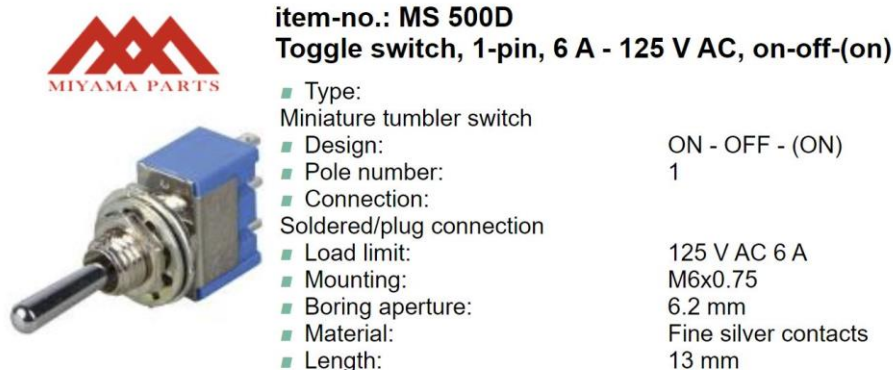 item-no.: MS 500D
Toggle switch, 1-pin, 6 A - 125 V AC, on-off-(on)
MIYAMA PARTS
Type:
Miniature tumbler switch
Design: ON - OFF - (ON)
Pole number: 1
Connection:
Soldered/plug connection
Load limit: 125 V AC 6 A
Mounting: M6x0.75
Boring aperture: 6.2 mm
Material: Fine silver contacts
Length: 13 mm